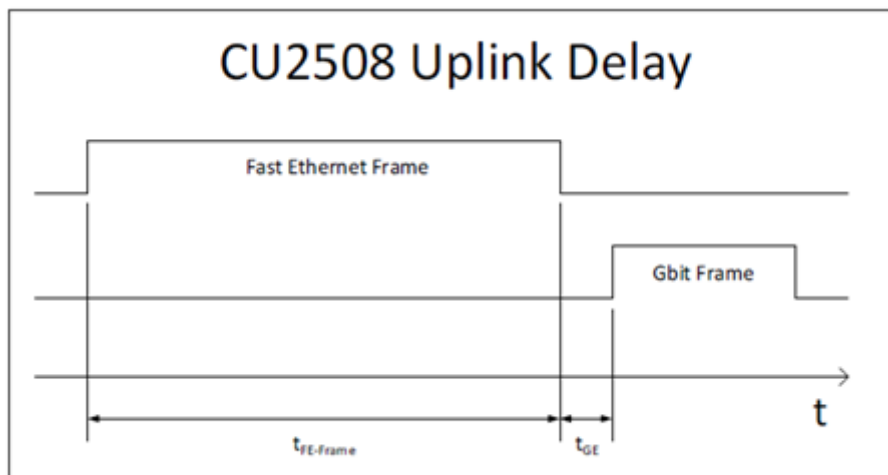 CU2508 Uplink Delay
Fast Ethernet Frame
Gbit Frame
t
tFE-Frame
tGE